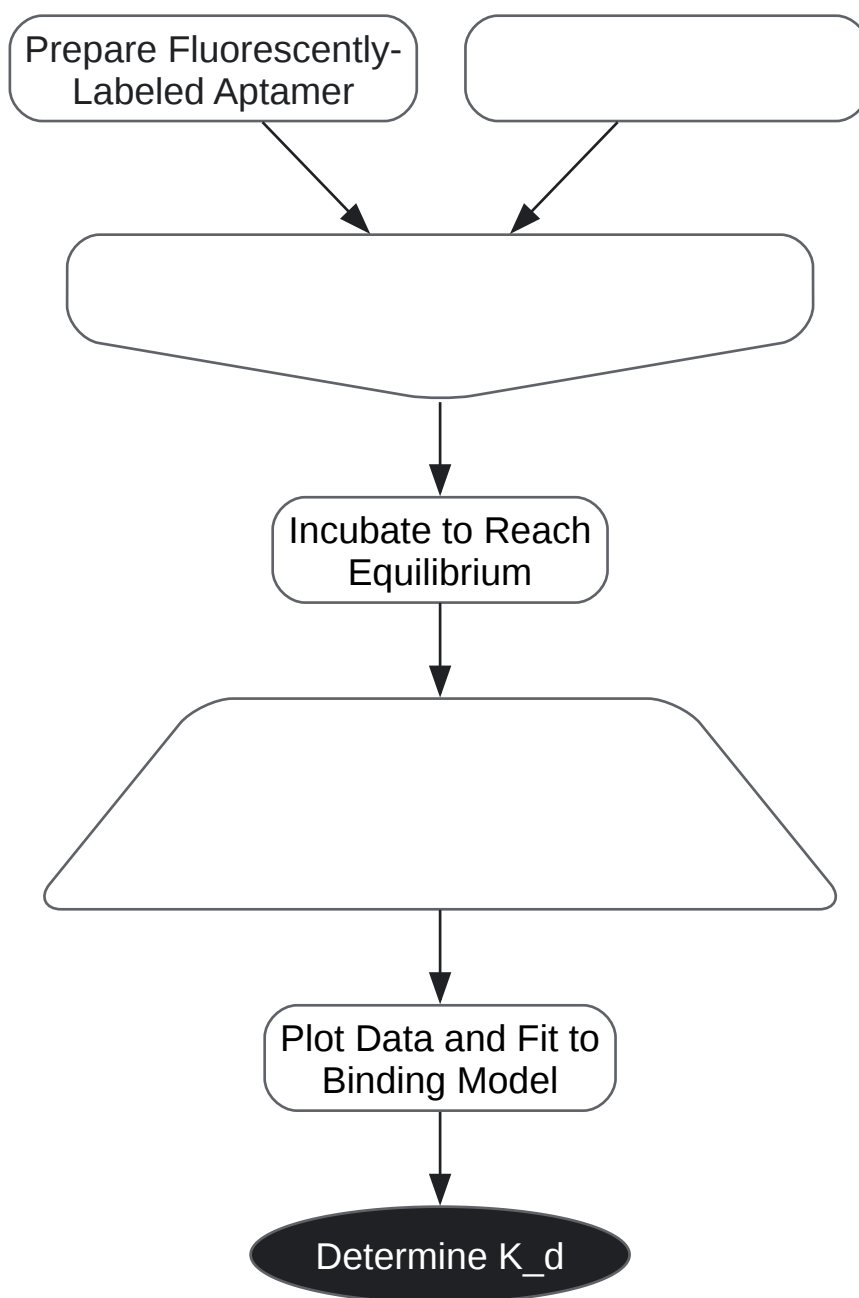 Prepare Fluorescently-
Labeled Aptamer
Incubate to Reach
Equilibrium
Plot Data and Fit to
Binding Model
Determine K_d